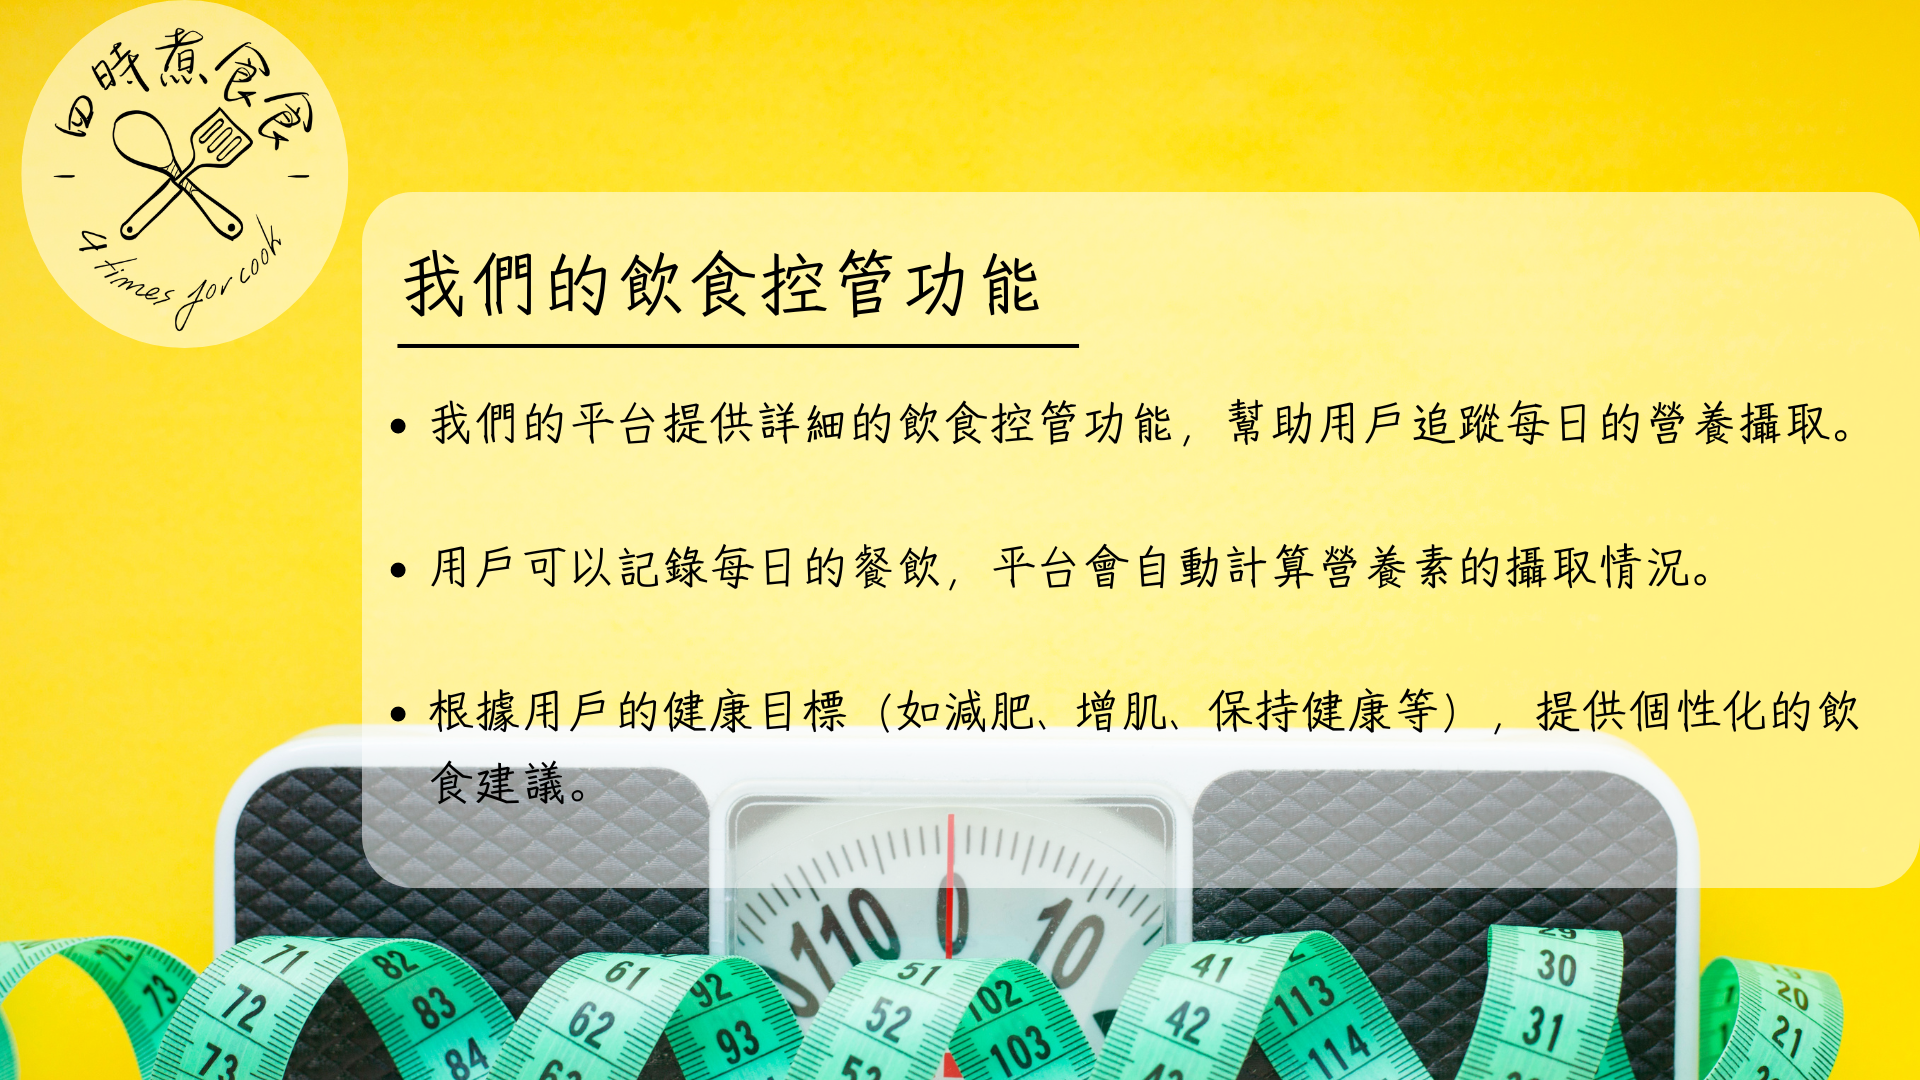 四時煮食食
4 times for cook
我們的飲食控管功能
• 我們的平台提供詳細的飲食控管功能，幫助用戶追蹤每日的營養攝取。
• 用戶可以記錄每日的餐飲，平台會自動計算營養素的攝取情況。
• 根據用戶的健康目標（如減肥、增肌、保持健康等），提供個性化的飲
食建議。
110 0 10
71 82 61 92 51 102 41 113 30 20
72 83 62 93 52 103 42 114 31 21
73 84